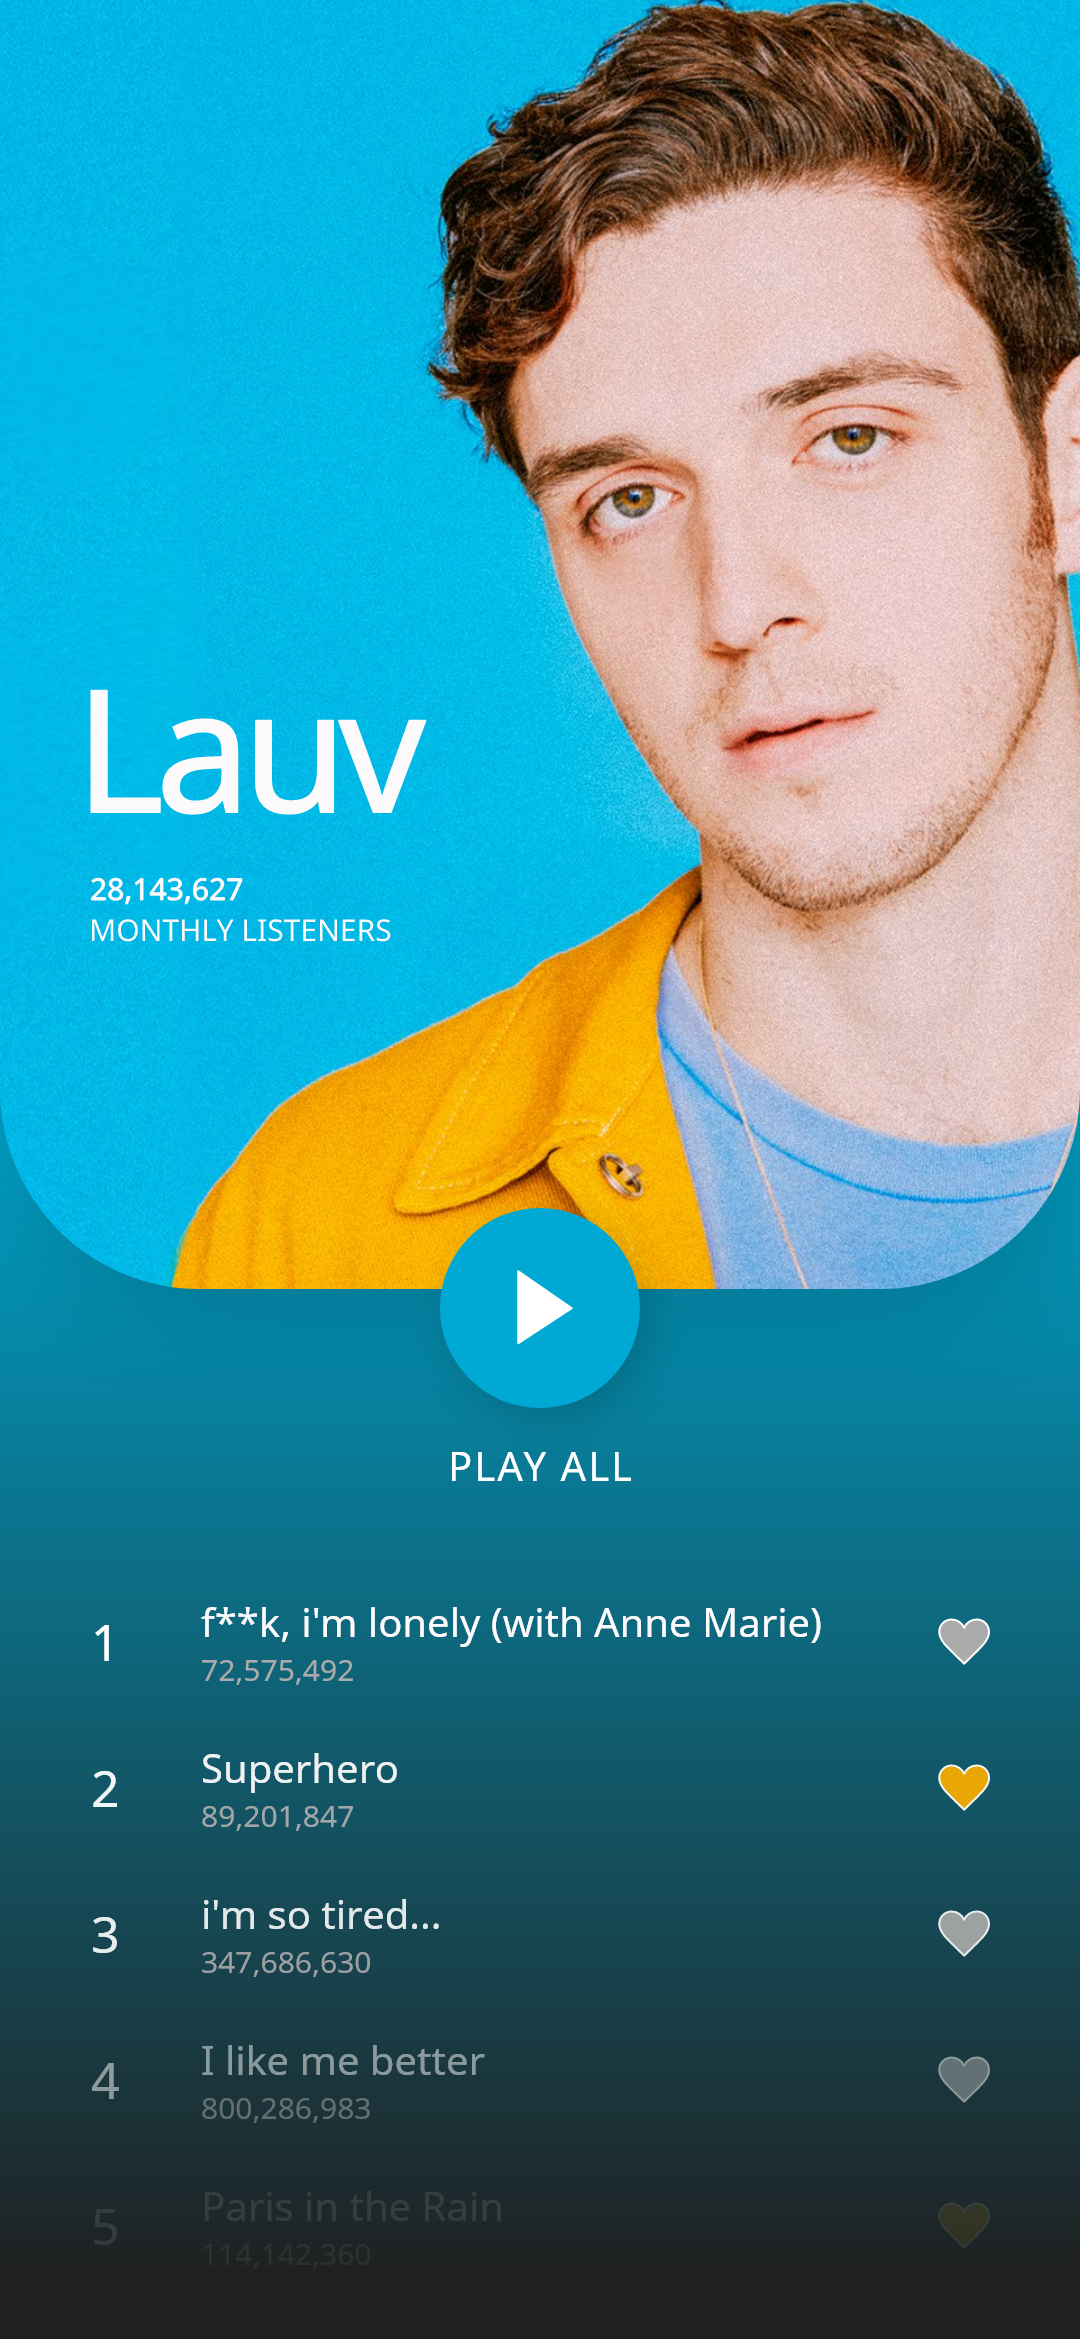 Lauv
28,143,627
MONTHLY LISTENERS
PLAY ALL
1
f**k, i'm lonely (with Anne Marie)
72,575,492
2
Superhero
89,201,847
3
i'm so tired...
347,686,630
4
I like me better
800,286,983
5
Paris in the Rain
114,142,360